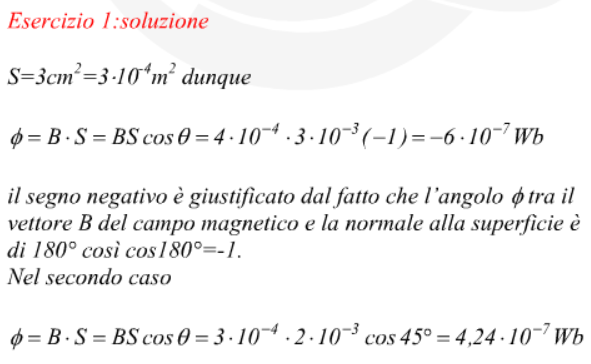 Esercizio 1:soluzione
S=3cm²=3·10⁻⁴m² dunque
ϕ = B · S = BS cos θ = 4 · 10⁻⁴ · 3 · 10⁻³ (−1) = −6 · 10⁻⁷ Wb
il segno negativo è giustificato dal fatto che l'angolo ϕ tra il
vettore B del campo magnetico e la normale alla superficie è
di 180° così cos180°=-1.
Nel secondo caso
ϕ = B · S = BS cos θ = 3 · 10⁻⁴ · 2 · 10⁻³ cos 45° = 4,24 · 10⁻⁷ Wb